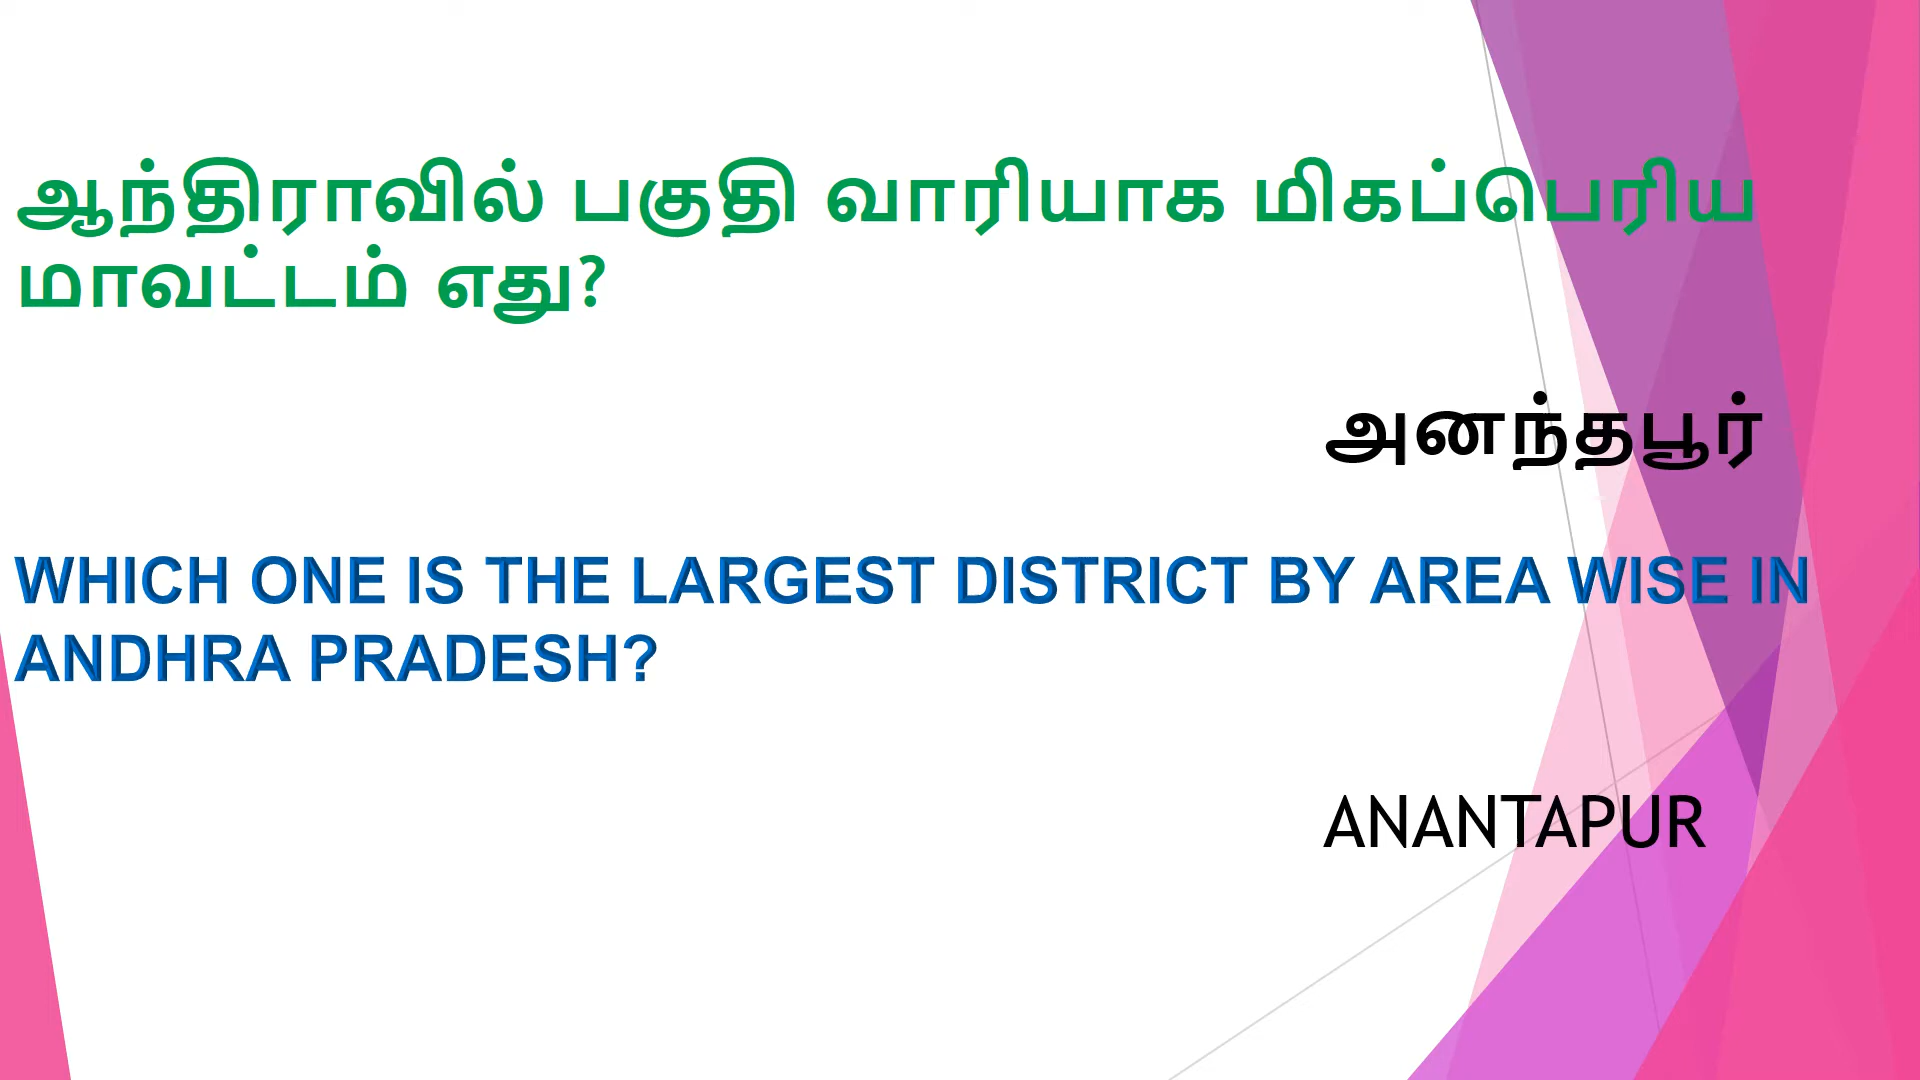 ஆந்திராவில் பகுதி வாரியாக மிகப்பெரிய
மாவட்டம் எது?
அனந்தபூர்
WHICH ONE IS THE LARGEST DISTRICT BY AREA WISE IN
ANDHRA PRADESH?
ANANTAPUR